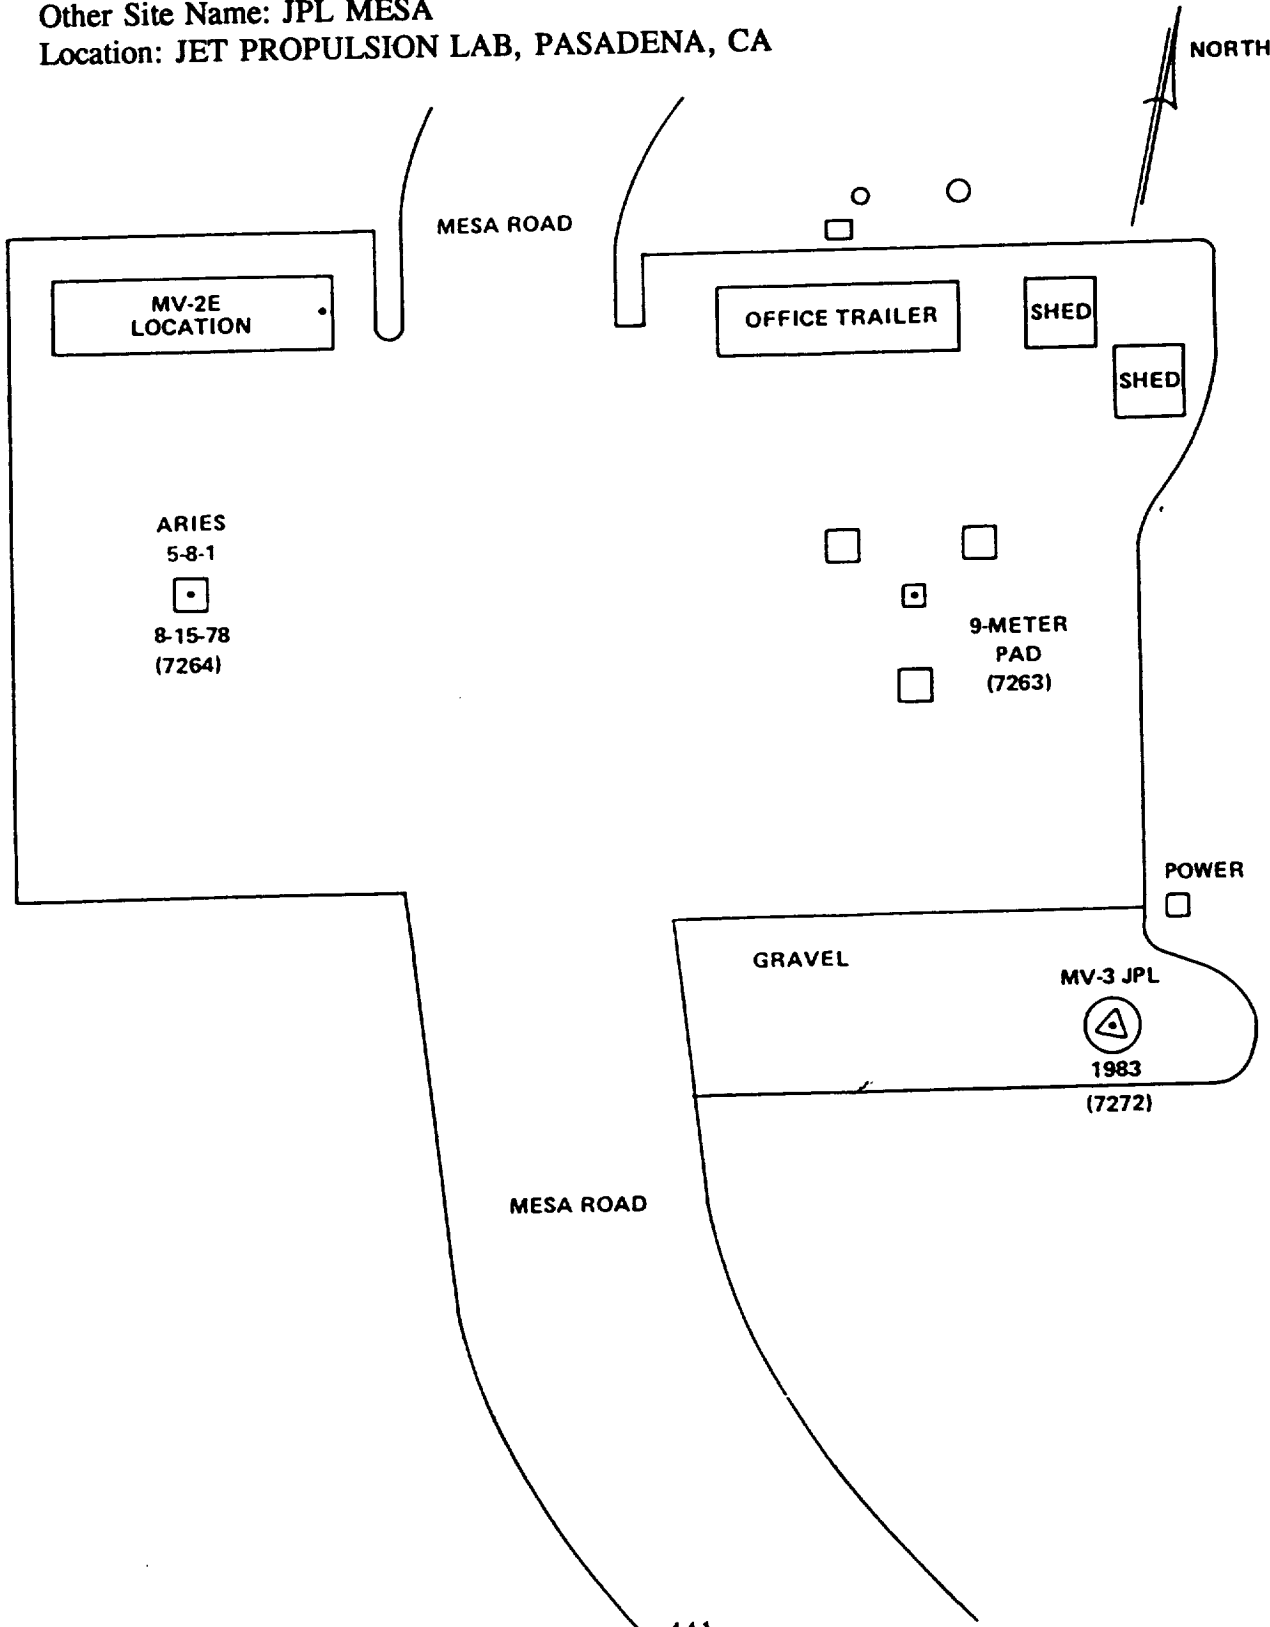 Other Site Name: JPL MESA
Location: JET PROPULSION LAB, PASADENA, CA
NORTH
MESA ROAD
MV-2E
LOCATION
OFFICE TRAILER
SHED
SHED
ARIES
5-8-1
8-15-78
(7264)
9-METER
PAD
(7263)
POWER
GRAVEL
MV-3 JPL
1983
(7272)
MESA ROAD